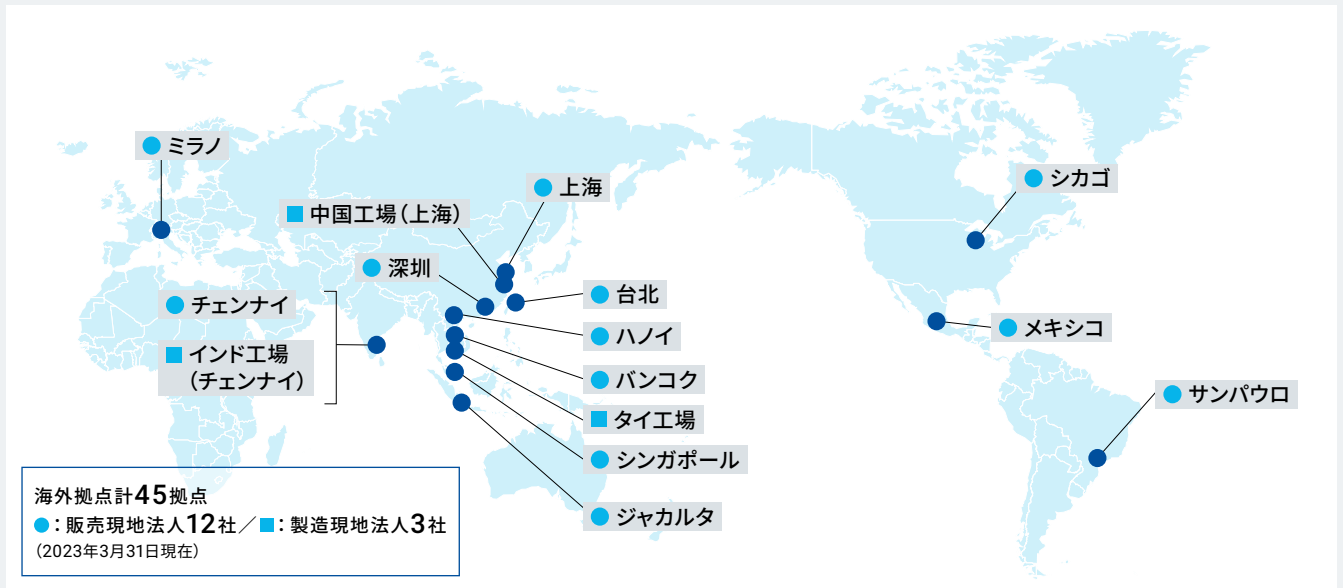 ミラノ
上海
中国工場(上海)
シカゴ
深圳
チェンナイ
台北
ハノイ
メキシコ
インド工場
(チェンナイ)
バンコク
サンパウロ
タイ工場
シンガポール
ジャカルタ
海外拠点計45拠点
●:販売現地法人12社/■:製造現地法人3社
(2023年3月31日現在)